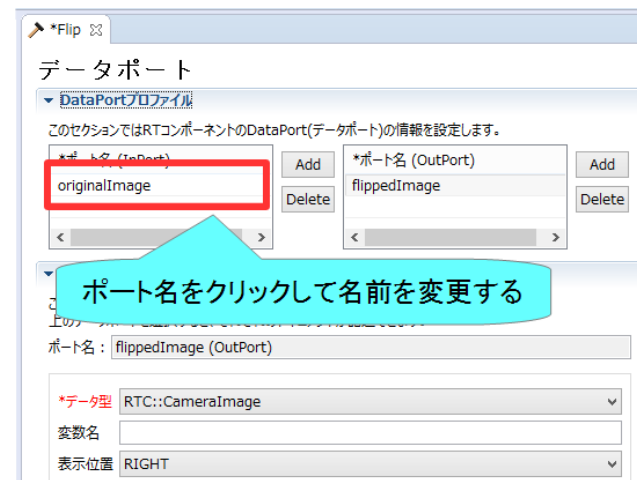 *Flip
データポート
DataPortプロファイル
このセクションではRTコンポーネントのDataPort(データポート)の情報を設定します。
*ポート名 (InPort)
Add
*ポート名 (OutPort)
Add
originalImage
flippedImage
Delete
Delete
ポート名をクリックして名前を変更する
ポート名：
flippedImage (OutPort)
*データ型
RTC::CameraImage
変数名
表示位置
RIGHT